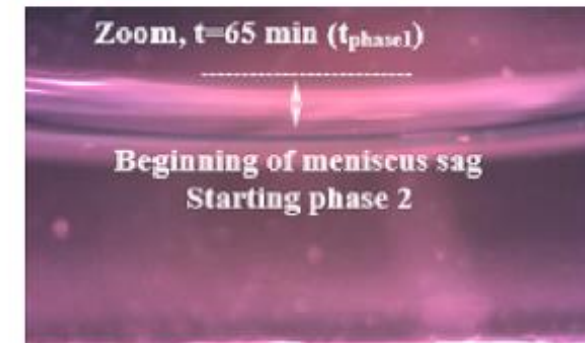 Zoom, t=65 min (tphase1)
Beginning of meniscus sag
Starting phase 2